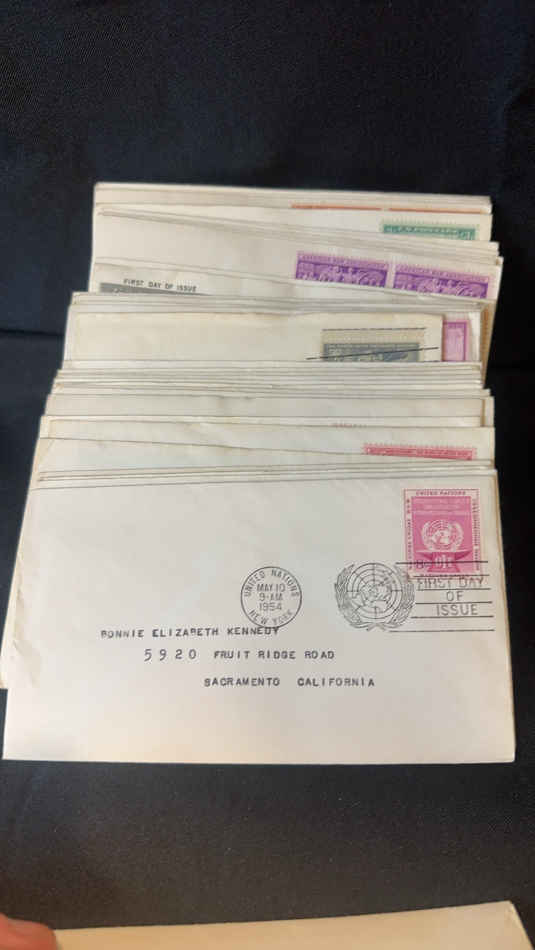 FIRST DAY OF ISSUE
UNITED NATIONS
8¢
UNITED NATIONS
MAY 10
9-AM
1954
NEW YORK
FIRST DAY
OF
ISSUE
BONNIE ELIZABETH KENNEDY
5920 FRUIT RIDGE ROAD
SACRAMENTO CALIFORNIA